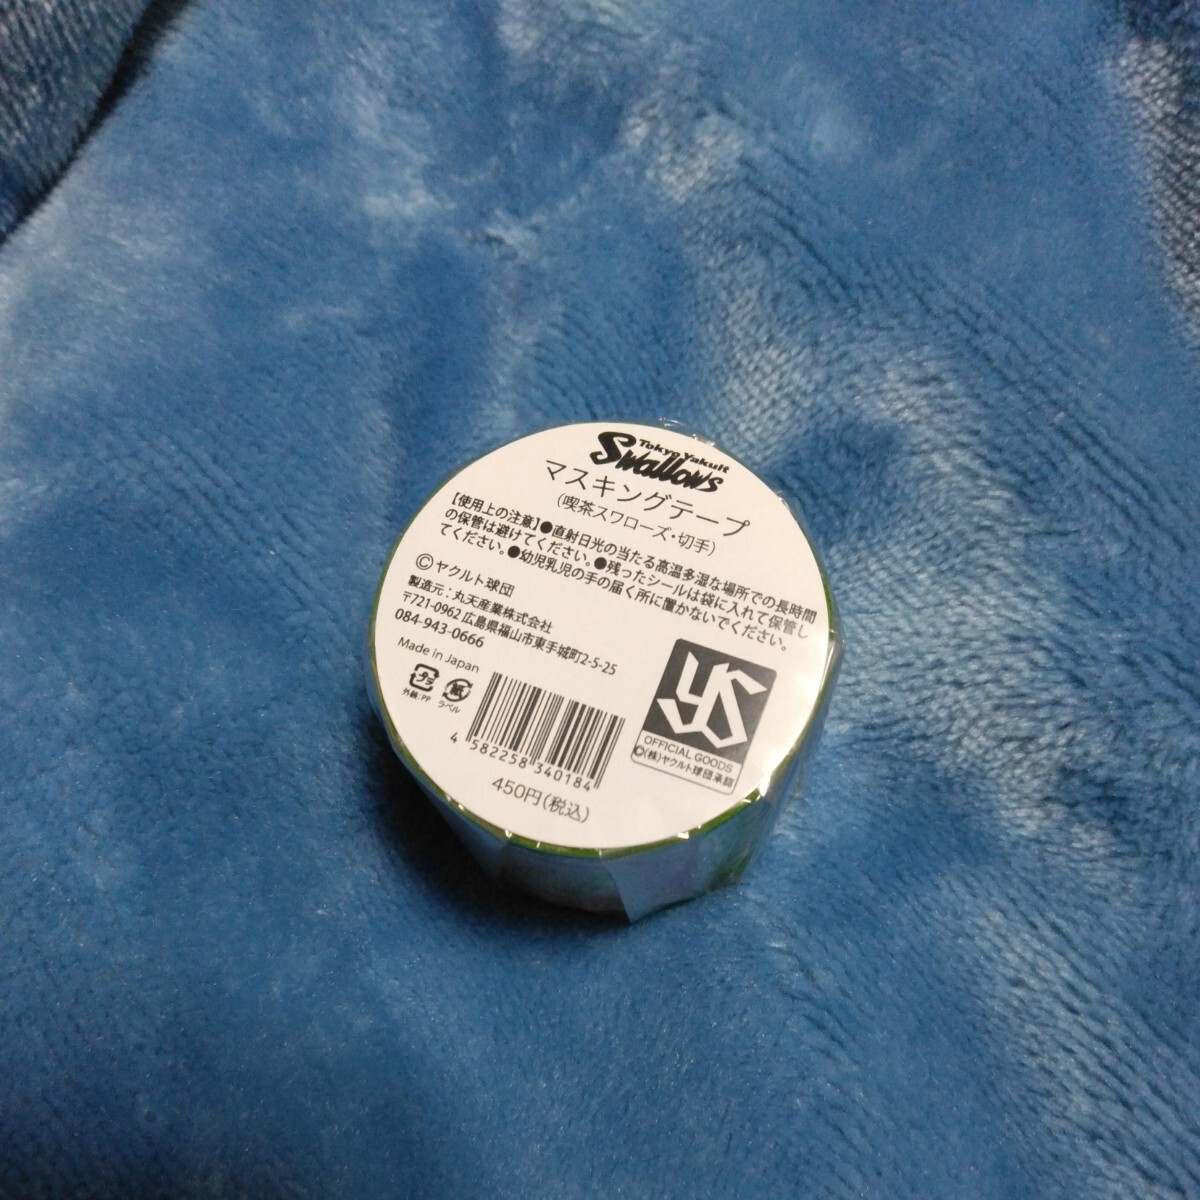 Tokyo Yakult
Swallows
マスキングテープ
(喫茶スワローズ・切手)
【使用上の注意】●直射日光の当たる高温多湿な場所での長時間
の保管は避けてください。●残ったシールは袋に入れて保管し
てください。●幼児乳児の手の届く所に置かないでください。
©ヤクルト球団
製造元：丸天産業株式会社
〒721-0962 広島県福山市東手城町2-5-25
084-943-0666
Made in Japan
プラ
外装：PP
紙
ラベル
4 582258 340184
450円(税込)
YS
OFFICIAL GOODS
©(株)ヤクルト球団承認